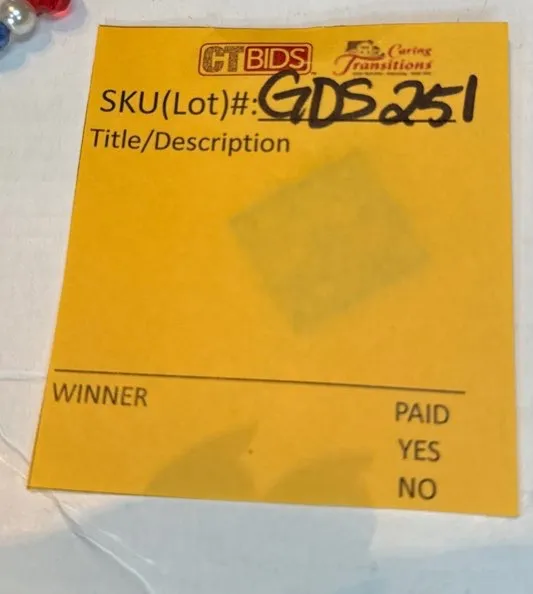 CTBIDS
Caring
Transitions
SKU(Lot)#: GDS251
Title/Description
WINNER
PAID
YES
NO